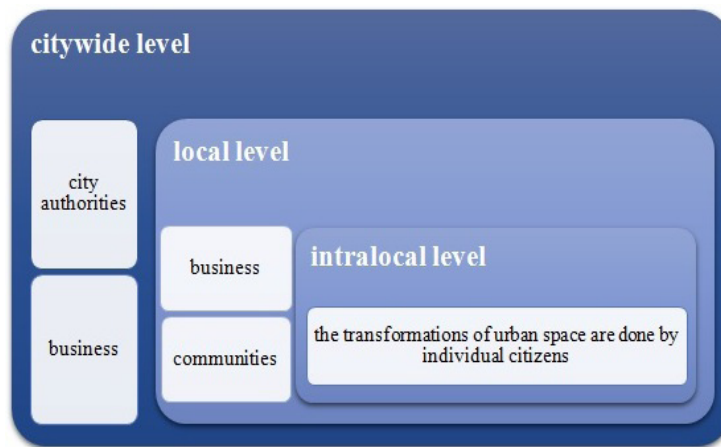 citywide level
city
authorities
business
local level
business
communities
intralocal level
the transformations of urban space are done by
individual citizens